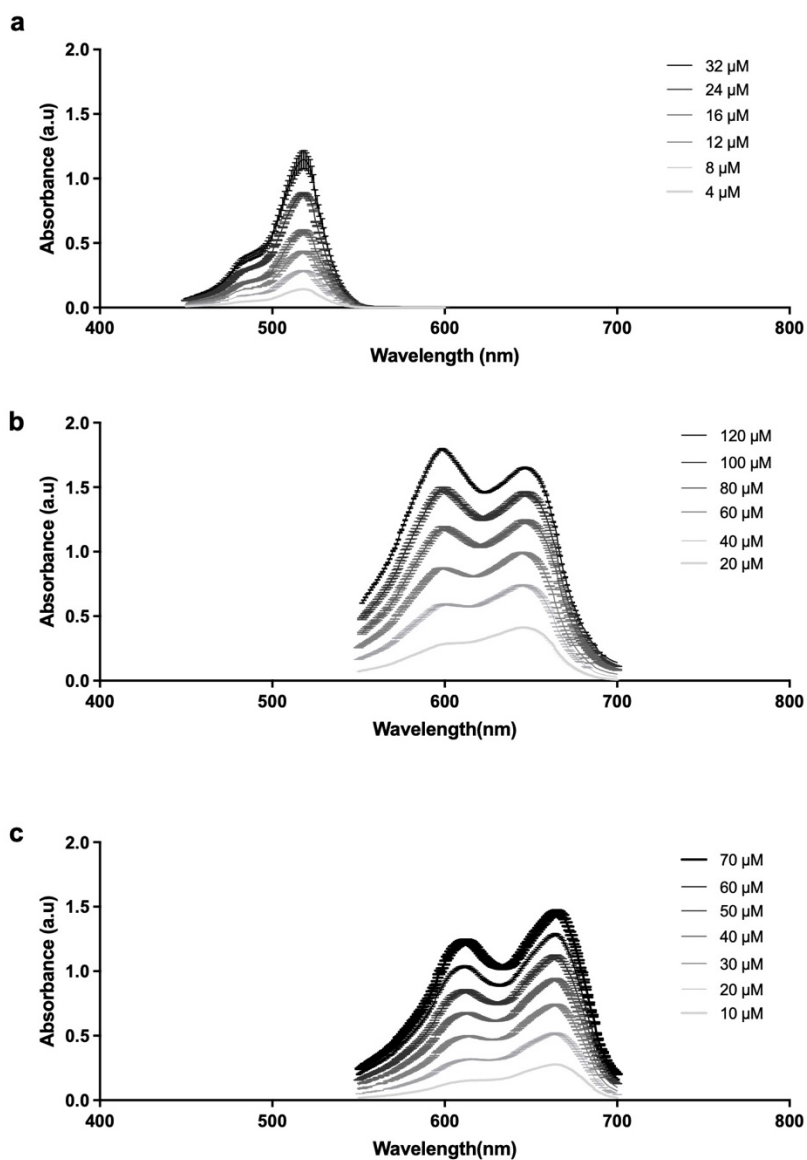 a
Absorbance (a.u)
2.0
1.5
1.0
0.5
0.0
400
500
600
700
800
Wavelength (nm)
32 µM
24 µM
16 µM
12 µM
8 µM
4 µM
b
Absorbance (a.u)
2.0
1.5
1.0
0.5
0.0
400
500
600
700
800
Wavelength(nm)
120 µM
100 µM
80 µM
60 µM
40 µM
20 µM
c
Absorbance (a.u)
2.0
1.5
1.0
0.5
0.0
400
500
600
700
800
Wavelength(nm)
70 µM
60 µM
50 µM
40 µM
30 µM
20 µM
10 µM